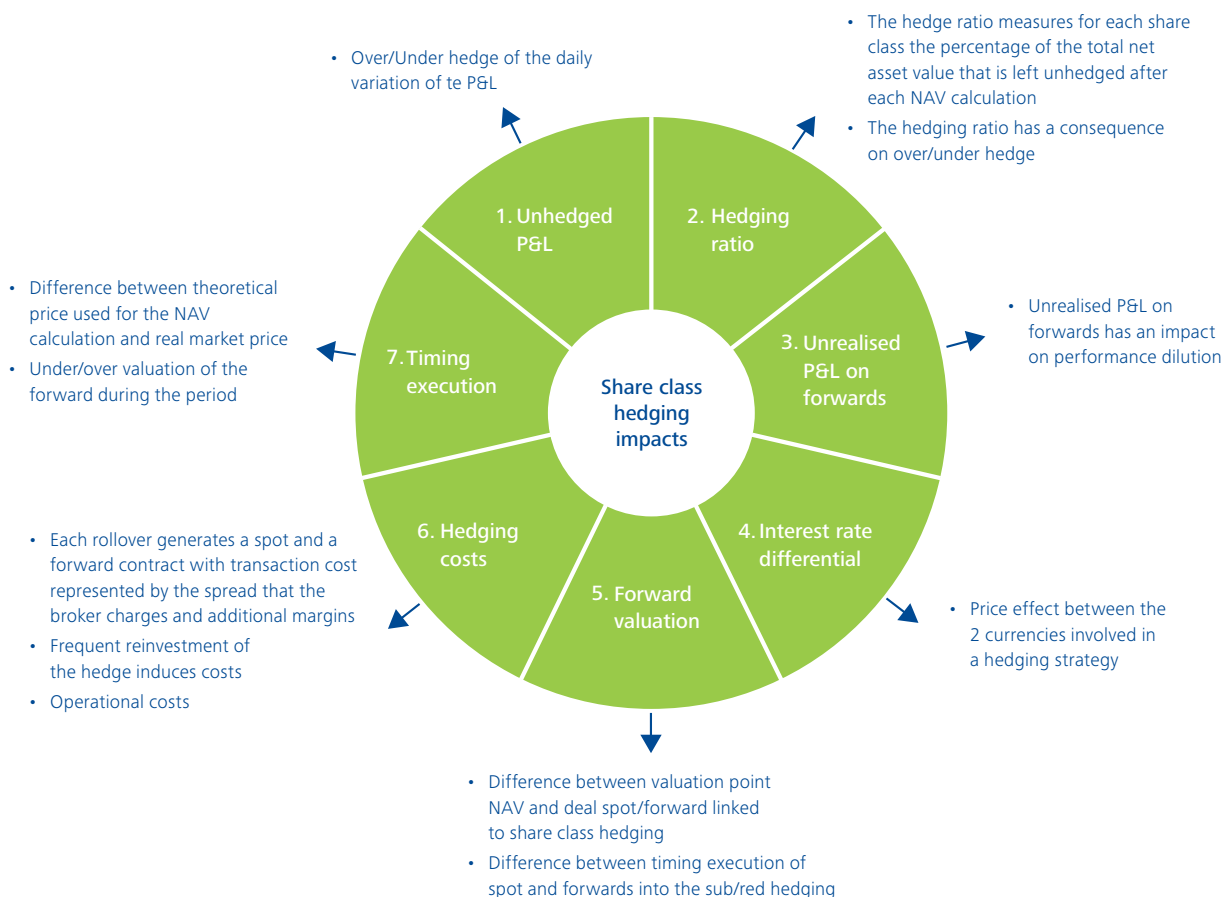 • Over/Under hedge of the daily
variation of te P&L
• The hedge ratio measures for each share
class the percentage of the total net
asset value that is left unhedged after
each NAV calculation
• The hedging ratio has a consequence
on over/under hedge
1. Unhedged
P&L
2. Hedging
ratio
• Difference between theoretical
price used for the NAV
calculation and real market price
• Under/over valuation of the
forward during the period
7. Timing
execution
Share class
hedging
impacts
3. Unrealised
P&L on
forwards
• Unrealised P&L on
forwards has an impact
on performance dilution
6. Hedging
costs
5. Forward
valuation
4. Interest rate
differential
• Each rollover generates a spot and a
forward contract with transaction cost
represented by the spread that the
broker charges and additional margins
• Frequent reinvestment of
the hedge induces costs
• Operational costs
• Price effect between the
2 currencies involved in
a hedging strategy
• Difference between valuation point
NAV and deal spot/forward linked
to share class hedging
• Difference between timing execution of
spot and forwards into the sub/red hedging